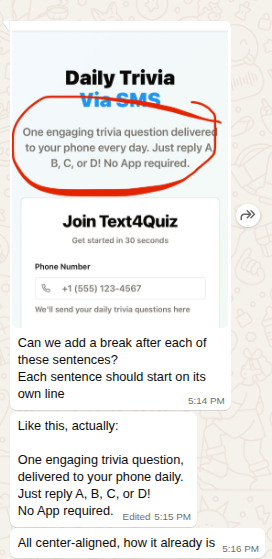 Daily Trivia
Via SMS
One engaging trivia question delivered
to your phone every day. Just reply A,
B, C, or D! No App required.
Join Text4Quiz
Get started in 30 seconds
Phone Number
+1 (555) 123-4567
We'll send your daily trivia questions here
Can we add a break after each of
these sentences?
Each sentence should start on its
own line
5:14 PM
Like this, actually:
One engaging trivia question,
delivered to your phone daily.
Just reply A, B, C, or D!
No App required.
Edited 5:15 PM
All center-aligned, how it already is
5:16 PM